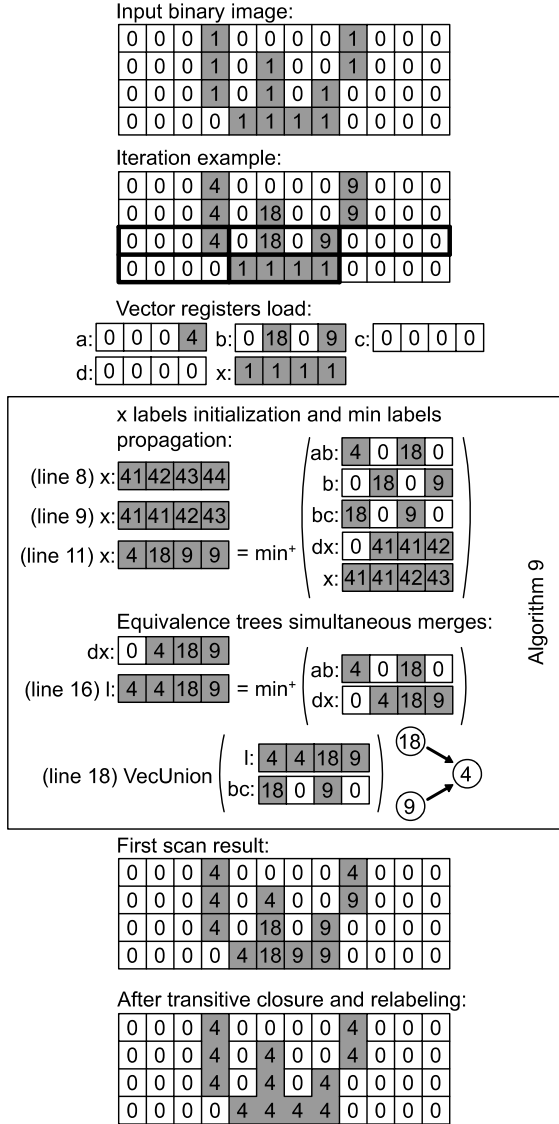 Input binary image:
0 0 0 1 0 0 0 0 1 0 0 0
0 0 0 1 0 1 0 0 1 0 0 0
0 0 0 1 0 1 0 1 0 0 0 0
0 0 0 0 1 1 1 1 0 0 0 0
Iteration example:
0 0 0 4 0 0 0 0 9 0 0 0
0 0 0 4 0 18 0 0 9 0 0 0
0 0 0 4 0 18 0 9 0 0 0 0
0 0 0 0 1 1 1 1 0 0 0 0
Vector registers load:
a: 0 0 0 4 b: 0 18 0 9 c: 0 0 0 0
d: 0 0 0 0 x: 1 1 1 1
x labels initialization and min labels
propagation:
(line 8) x: 41 42 43 44
(line 9) x: 41 41 42 43
(line 11) x: 4 18 9 9 = min+
ab: 4 0 18 0
b: 0 18 0 9
bc: 18 0 9 0
dx: 0 41 41 42
x: 41 41 42 43
Equivalence trees simultaneous merges:
dx: 0 4 18 9
(line 16) l: 4 4 18 9 = min+
ab: 4 0 18 0
dx: 0 4 18 9
(line 18) VecUnion
l: 4 4 18 9
bc: 18 0 9 0
18
4
9
Algorithm 9
First scan result:
0 0 0 4 0 0 0 0 4 0 0 0
0 0 0 4 0 4 0 0 9 0 0 0
0 0 0 4 0 18 0 9 0 0 0 0
0 0 0 0 4 18 9 9 0 0 0 0
After transitive closure and relabeling:
0 0 0 4 0 0 0 0 4 0 0 0
0 0 0 4 0 4 0 0 4 0 0 0
0 0 0 4 0 4 0 4 0 0 0 0
0 0 0 0 4 4 4 4 0 0 0 0